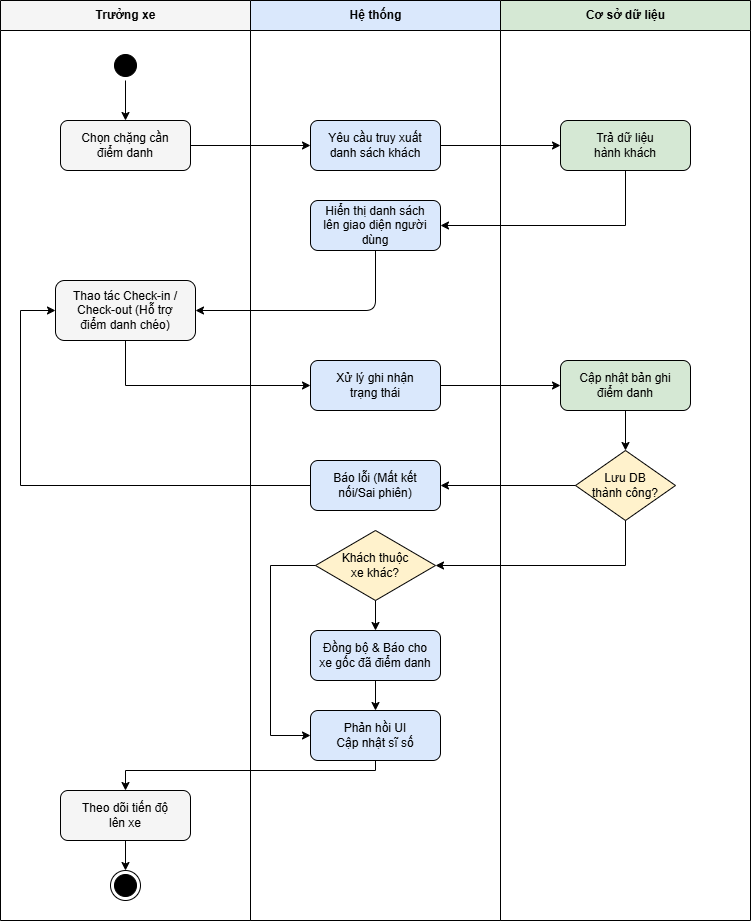 Trưởng xe
Hệ thống
Cơ sở dữ liệu
Chọn chặng cần
điểm danh
Yêu cầu truy xuất
danh sách khách
Trả dữ liệu
hành khách
Hiển thị danh sách
lên giao diện người
dùng
Thao tác Check-in /
Check-out (Hỗ trợ
điểm danh chéo)
Xử lý ghi nhận
trạng thái
Cập nhật bản ghi
điểm danh
Lưu DB
thành công?
Báo lỗi (Mất kết
nối/Sai phiên)
Khách thuộc
xe khác?
Đồng bộ & Báo cho
xe gốc đã điểm danh
Phản hồi UI
Cập nhật sĩ số
Theo dõi tiến độ
lên xe